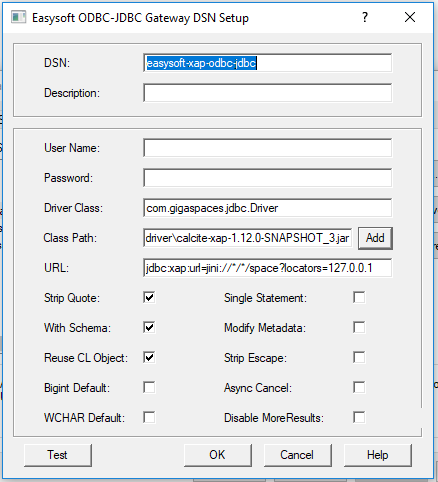 Easysoft ODBC-JDBC Gateway DSN Setup ? ×
DSN: easysoft-xap-odbc-jdbc
Description:
User Name:
Password:
Driver Class: com.gigaspaces.jdbc.Driver
Class Path: driver\calcite-xap-1.12.0-SNAPSHOT_3.jar Add
URL: jdbc:xap:url=jini://*/*/space?locators=127.0.0.1
Strip Quote: Single Statement:
With Schema: Modify Metadata:
Reuse CL Object: Strip Escape:
Bigint Default: Async Cancel:
WCHAR Default: Disable MoreResults:
Test OK Cancel Help